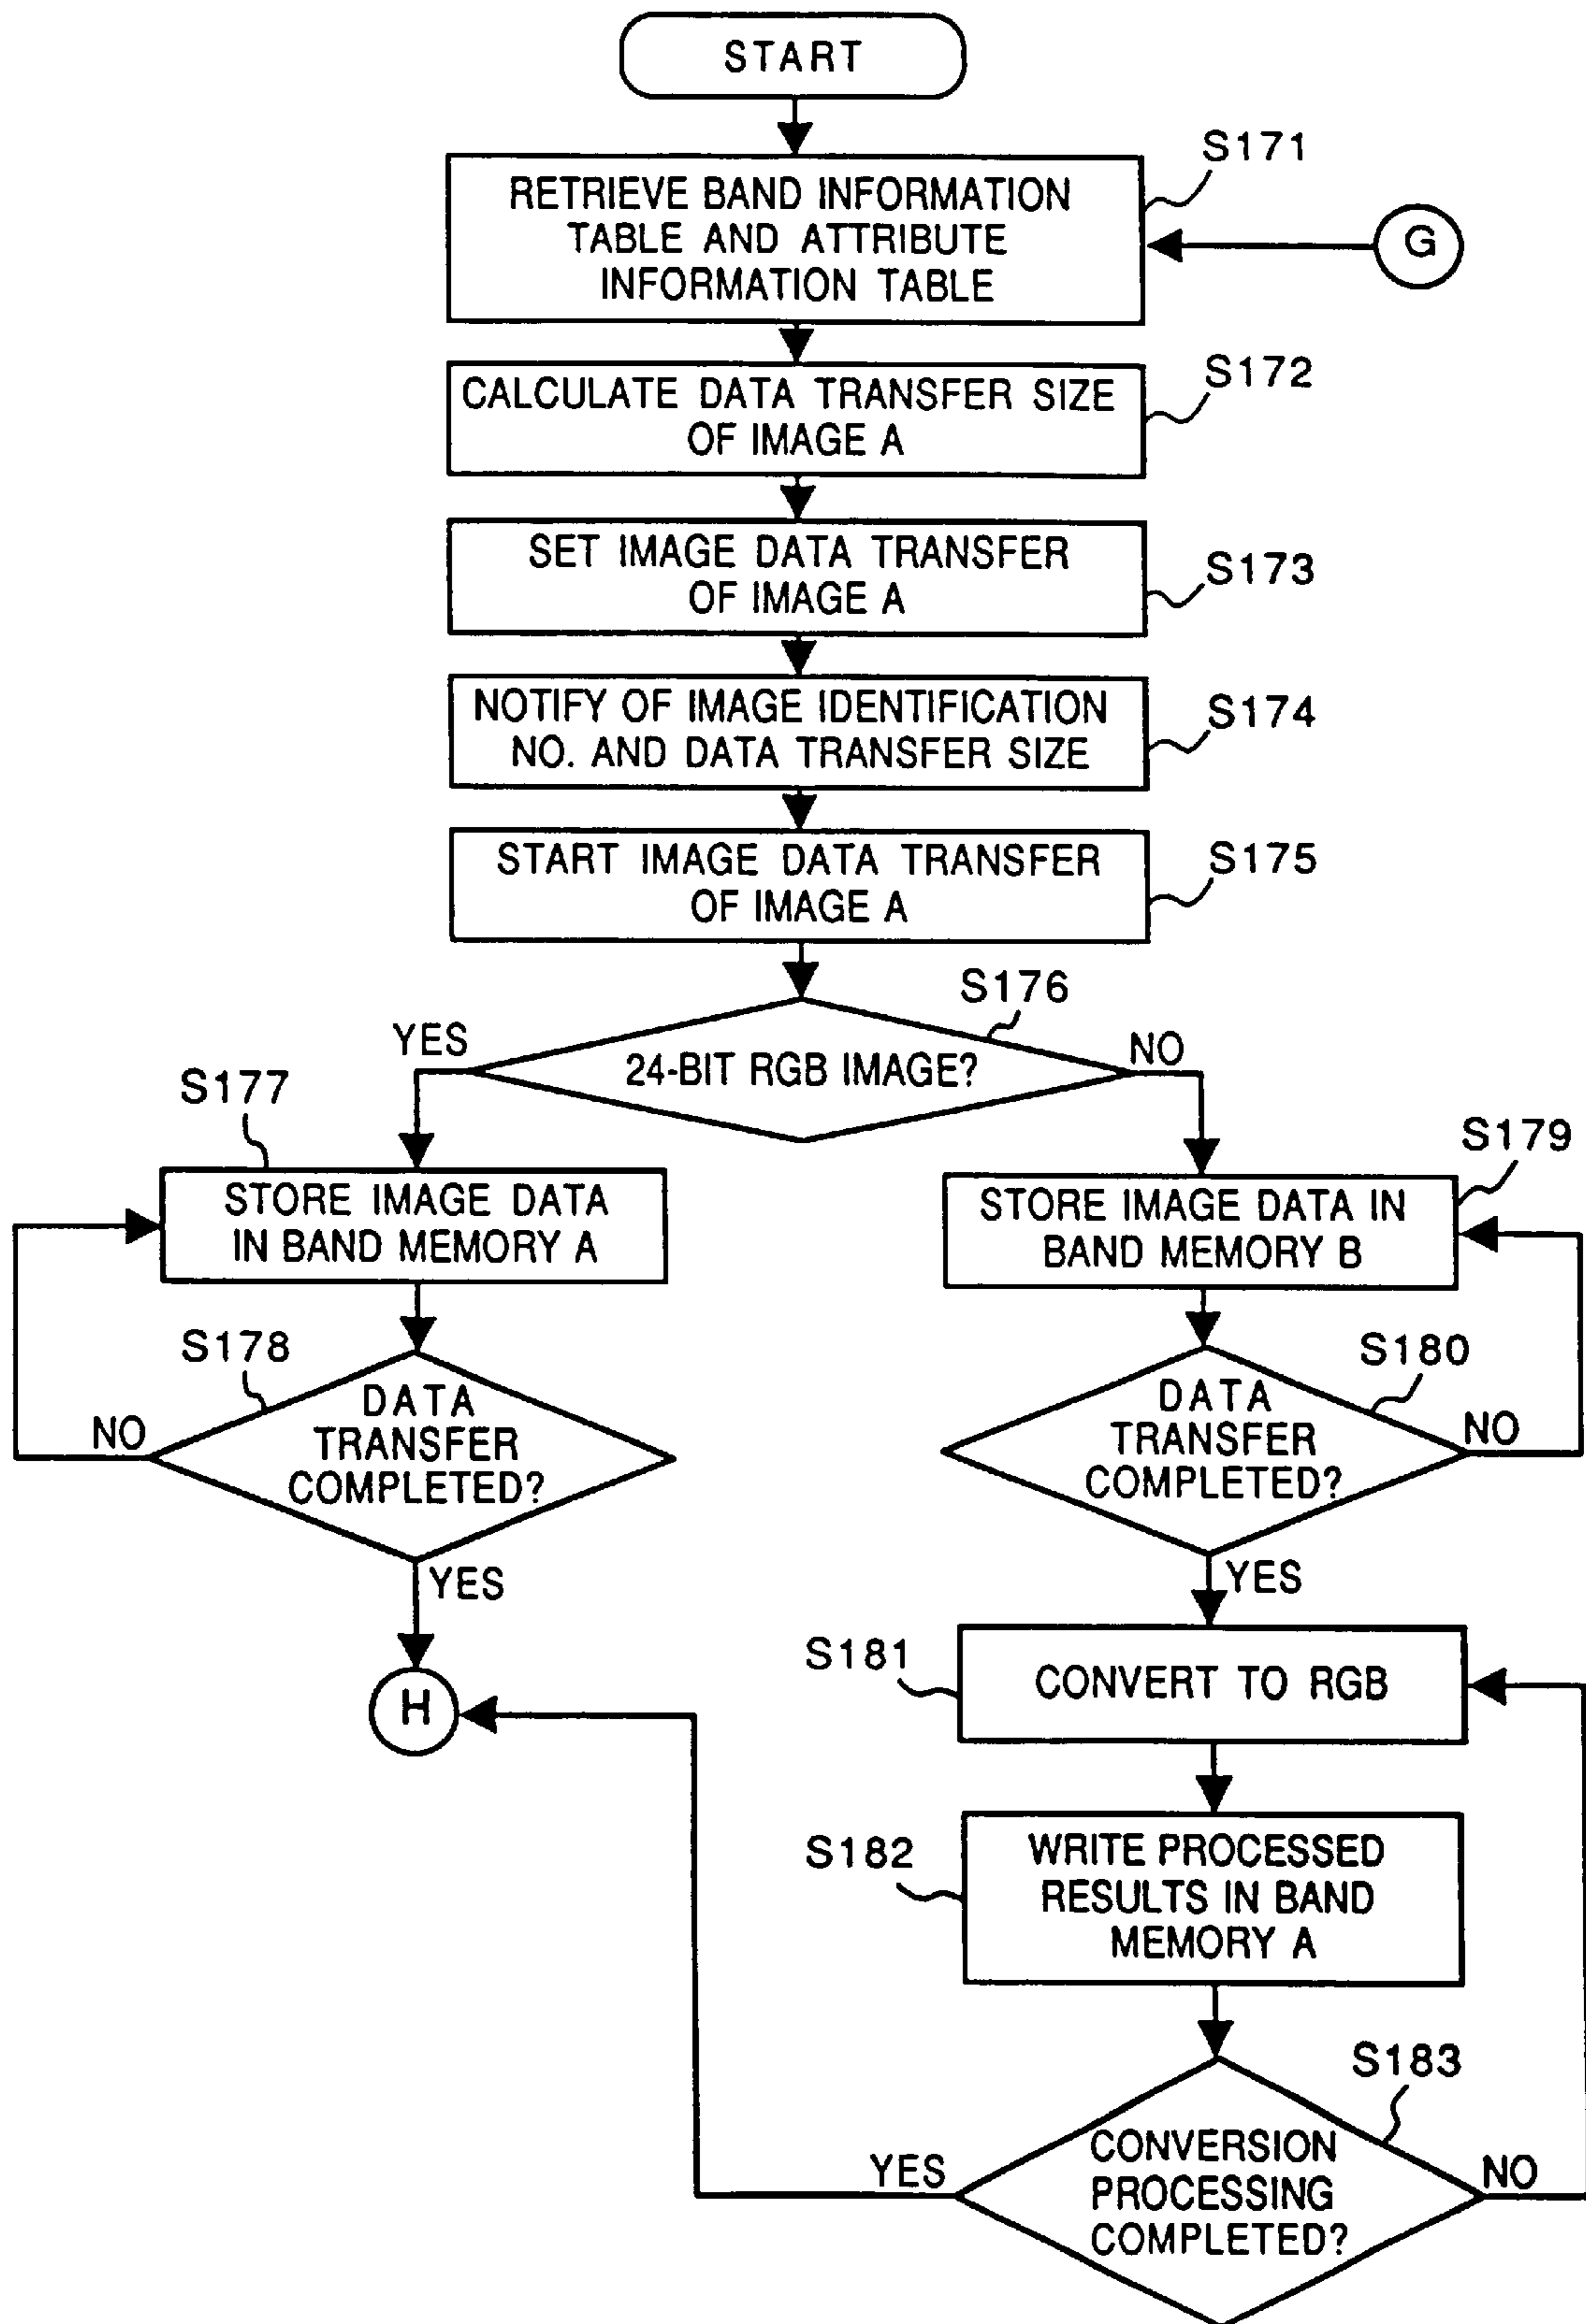 START
S171
RETRIEVE BAND INFORMATION
TABLE AND ATTRIBUTE
INFORMATION TABLE
G
S172
CALCULATE DATA TRANSFER SIZE
OF IMAGE A
S173
SET IMAGE DATA TRANSFER
OF IMAGE A
S174
NOTIFY OF IMAGE IDENTIFICATION
NO. AND DATA TRANSFER SIZE
S175
START IMAGE DATA TRANSFER
OF IMAGE A
S176
YES
24-BIT RGB IMAGE?
NO
S177
STORE IMAGE DATA
IN BAND MEMORY A
S179
STORE IMAGE DATA IN
BAND MEMORY B
S178
NO
DATA
TRANSFER
COMPLETED?
YES
S180
DATA
TRANSFER
COMPLETED?
NO
YES
H
S181
CONVERT TO RGB
S182
WRITE PROCESSED
RESULTS IN BAND
MEMORY A
S183
YES
CONVERSION
PROCESSING
COMPLETED?
NO